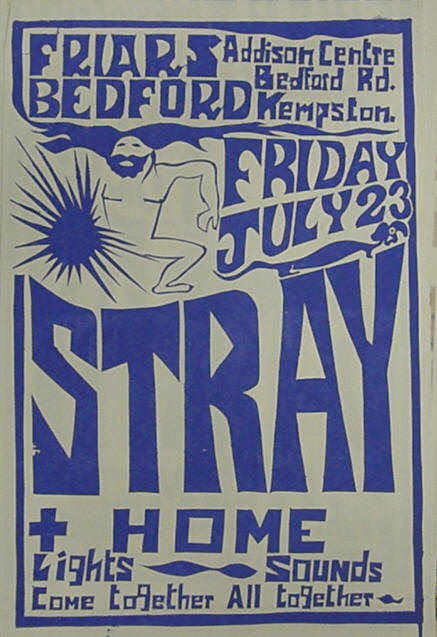 FRIARS
BEDFORD
Addison Centre
Bedford Rd.
Kempston.
FRIDAY
JULY 23
STRAY
+ HOME
Lights Sounds
Come together All together